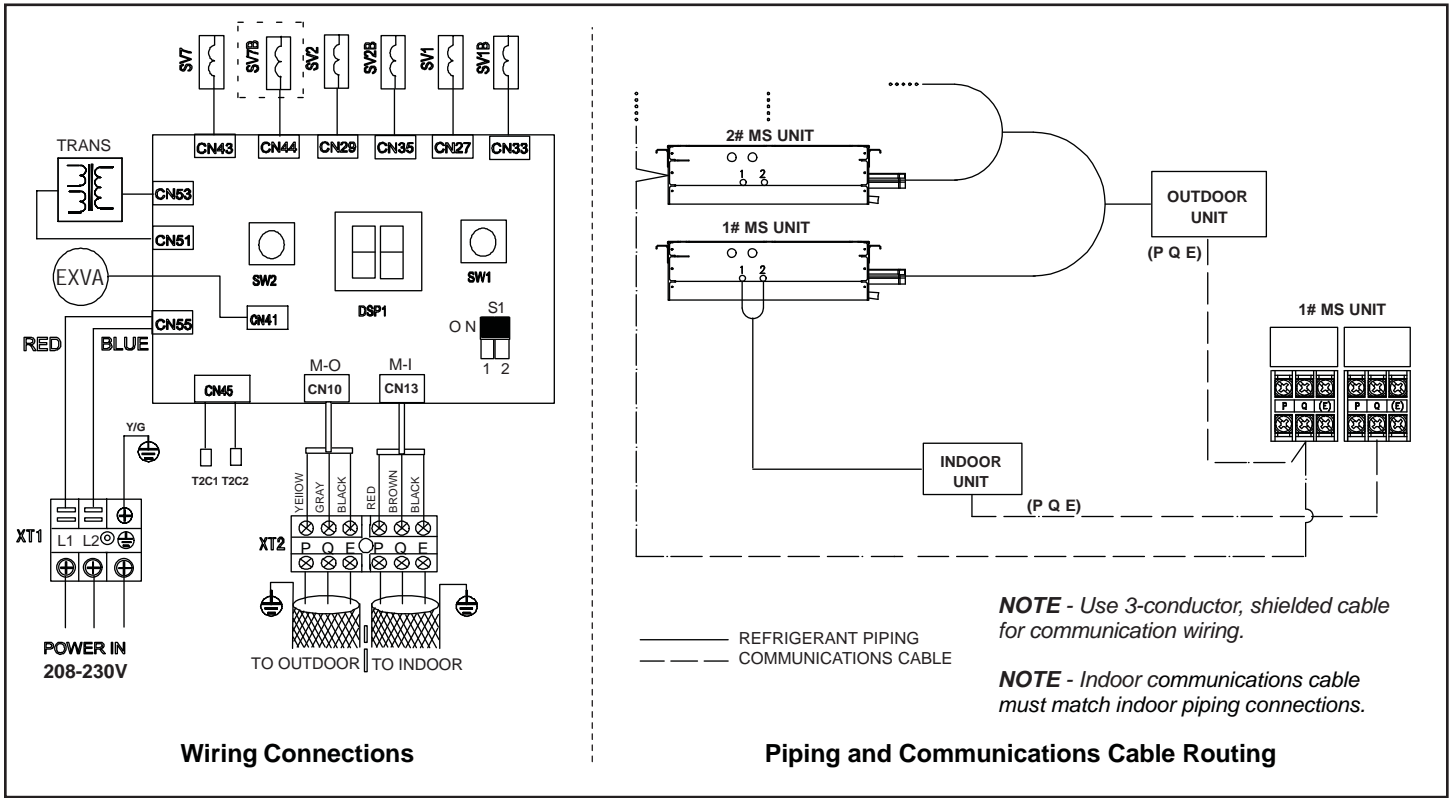 SV7
SV7B
SV2
SV2B
SV1
SV1B
CN43
CN44
CN29
CN35
CN27
CN33
TRANS
CN53
CN51
EXVA
SW2
DSP1
SW1
S1
O N
1 2
CN41
CN55
RED
BLUE
CN45
M-O
CN10
M-I
CN13
Y/G
T2C1 T2C2
YEllOW
GRAY
BLACK
RED
BROWN
BLACK
XT1
L1 L2
XT2
P Q E P Q E
POWER IN
208-230V
TO OUTDOOR
TO INDOOR
Wiring Connections
2# MS UNIT
1 2
1# MS UNIT
1 2
OUTDOOR
UNIT
(P Q E)
1# MS UNIT
P Q (E)
P Q (E)
INDOOR
UNIT
(P Q E)
REFRIGERANT PIPING
COMMUNICATIONS CABLE
NOTE - Use 3-conductor, shielded cable
for communication wiring.
NOTE - Indoor communications cable
must match indoor piping connections.
Piping and Communications Cable Routing